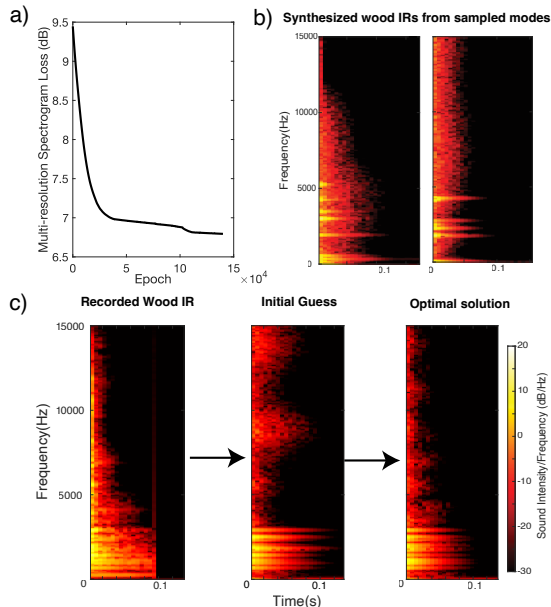 a)
Multi-resolution Spectrogram Loss (dB)
9.5
9
8.5
8
7.5
7
6.5
0 5 10 15
Epoch
×10⁴
b)
Synthesized wood IRs from sampled modes
Frequency(Hz)
15000
10000
5000
0
0.1
0.1
c)
Recorded Wood IR
Initial Guess
Optimal solution
Frequency(Hz)
15000
10000
5000
0
0.1
0
0.1
0
0.1
Time(s)
20
10
0
-10
-20
-30
Sound Intensity/Frequency (dB/Hz)